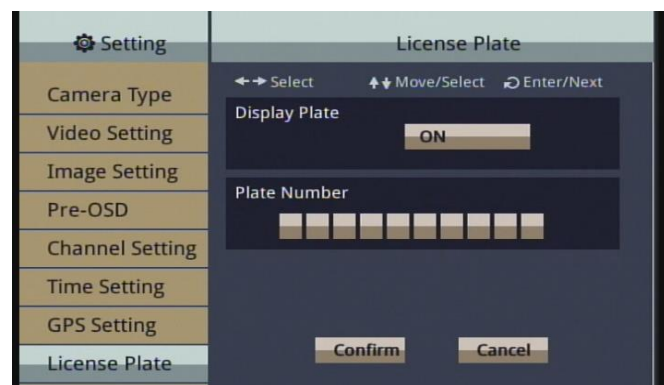 Setting
License Plate
Select Move/Select Enter/Next
Camera Type
Video Setting
Image Setting
Pre-OSD
Channel Setting
Time Setting
GPS Setting
License Plate
Display Plate
ON
Plate Number
Confirm Cancel